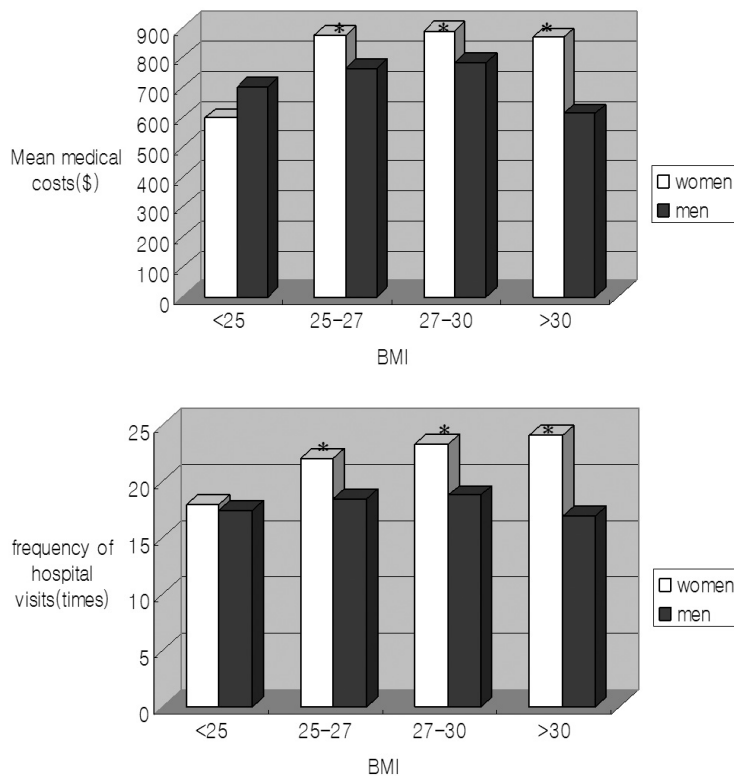 900
800
700
600
500
400
300
200
100
0
Mean medical
costs($)
* * *
women
men
<25 25-27 27-30 >30
BMI
25
20
15
10
5
0
frequency of
hospital
visits(times)
* * *
women
men
<25 25-27 27-30 >30
BMI